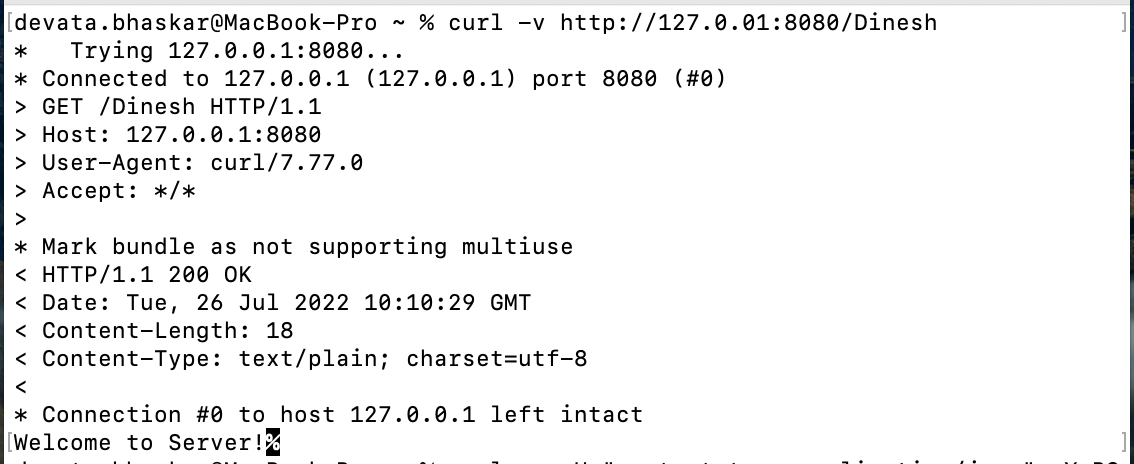 [devata.bhaskar@MacBook-Pro ~ % curl -v http://127.0.01:8080/Dinesh ]
*   Trying 127.0.0.1:8080...
* Connected to 127.0.0.1 (127.0.0.1) port 8080 (#0)
> GET /Dinesh HTTP/1.1
> Host: 127.0.0.1:8080
> User-Agent: curl/7.77.0
> Accept: */*
>
* Mark bundle as not supporting multiuse
< HTTP/1.1 200 OK
< Date: Tue, 26 Jul 2022 10:10:29 GMT
< Content-Length: 18
< Content-Type: text/plain; charset=utf-8
<
* Connection #0 to host 127.0.0.1 left intact
[Welcome to Server!% ]